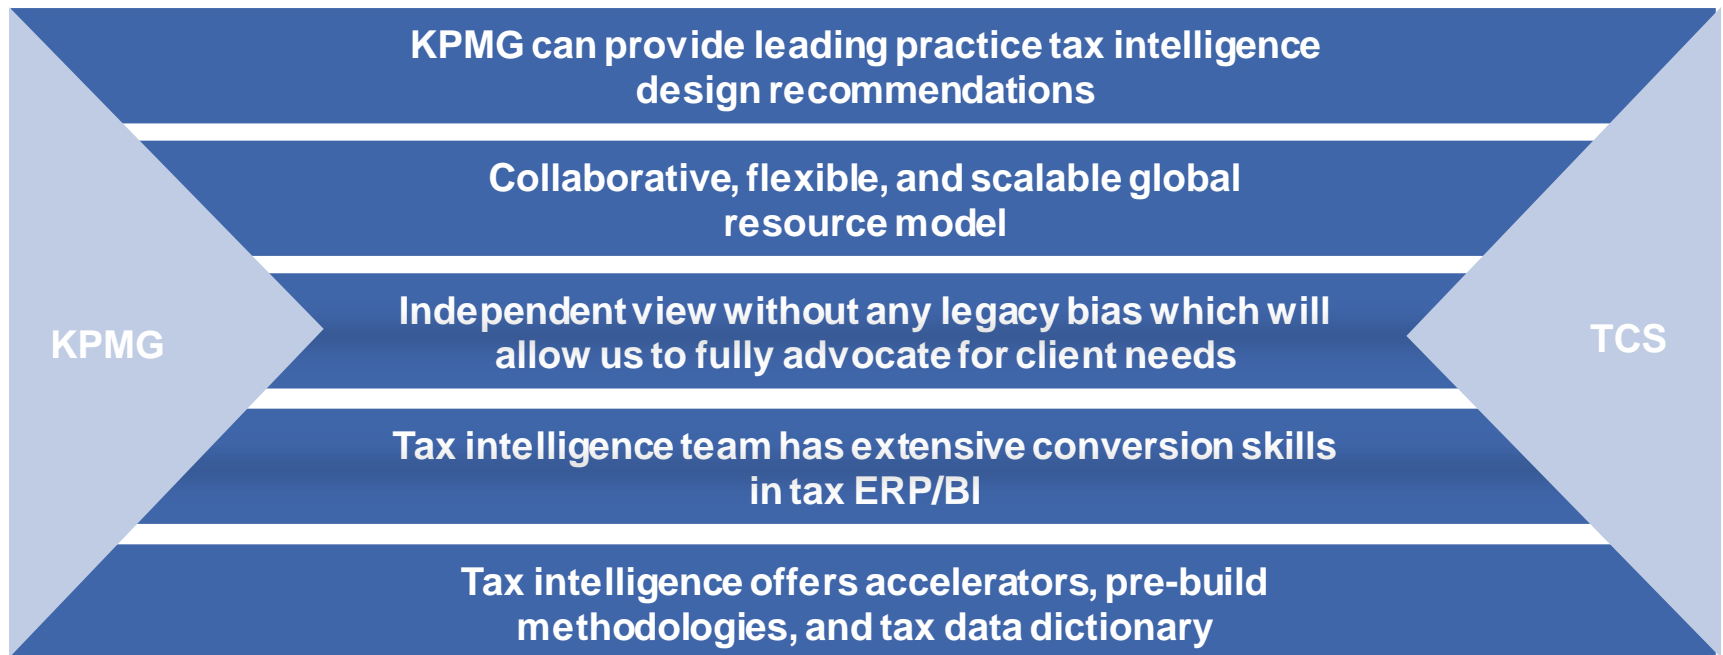 KPMG can provide leading practice tax intelligence
design recommendations
Collaborative, flexible, and scalable global
resource model
Independent view without any legacy bias which will
allow us to fully advocate for client needs
KPMG
TCS
Tax intelligence team has extensive conversion skills
in tax ERP/BI
Tax intelligence offers accelerators, pre-build
methodologies, and tax data dictionary